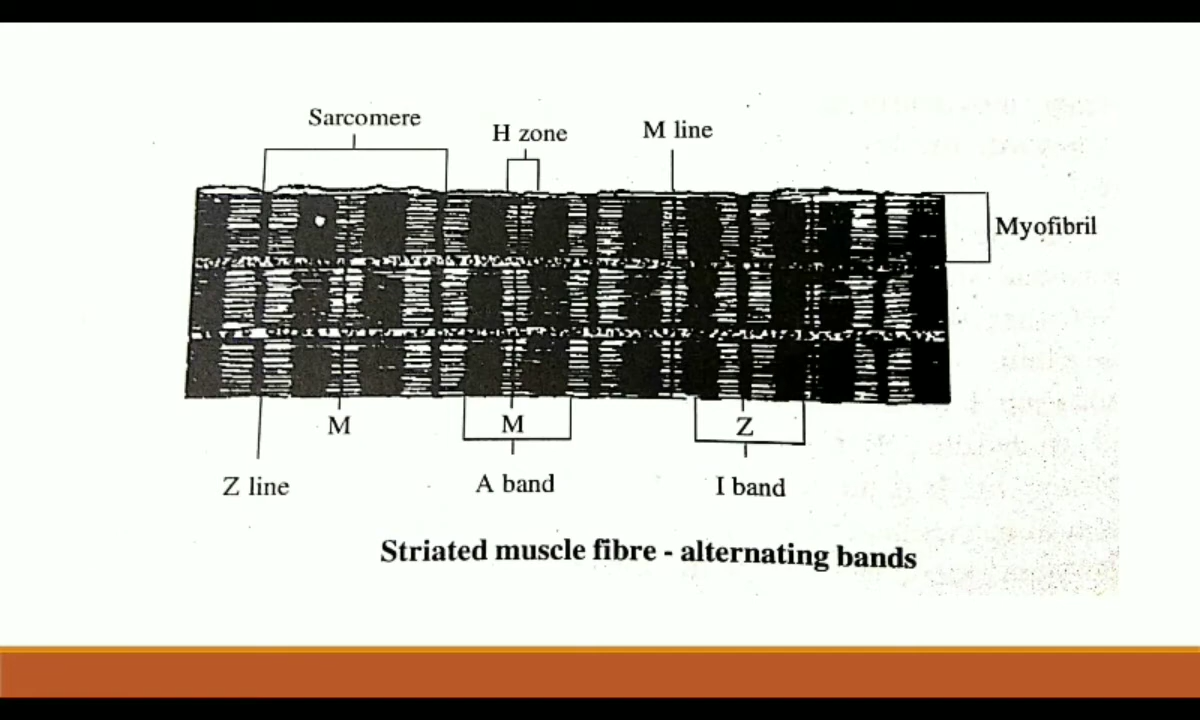 Sarcomere
H zone
M line
Myofibril
M
M
Z
Z line
A band
I band
Striated muscle fibre - alternating bands